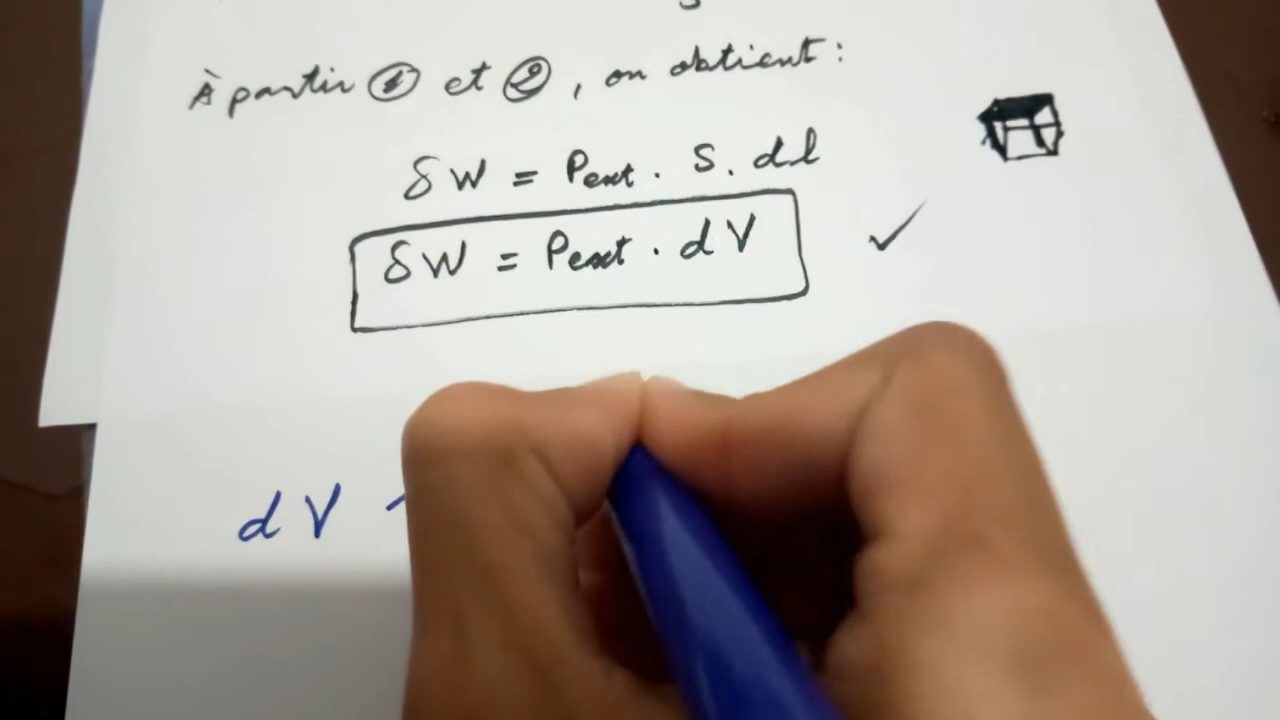 À partir ① et ②, on obtient :
δW = Pext . S. dl
δW = Pext . dV
dV